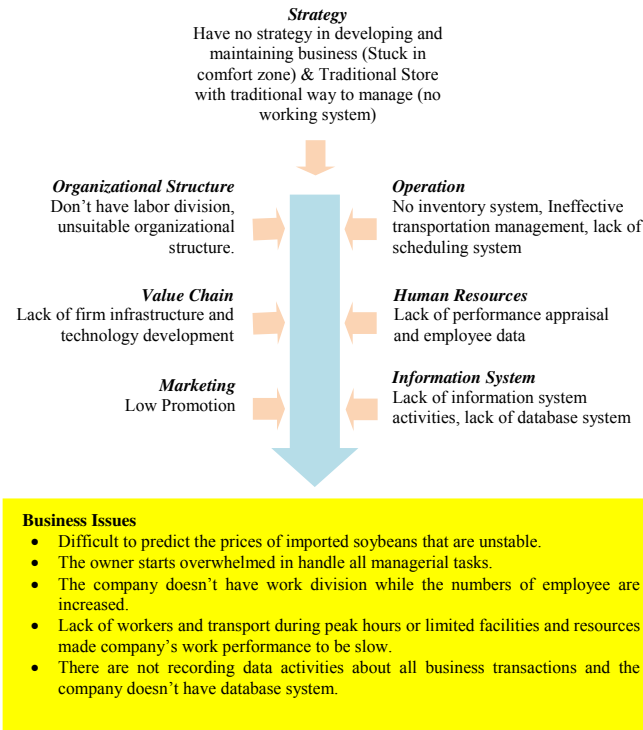 Strategy
Have no strategy in developing and
maintaining business (Stuck in
comfort zone) & Traditional Store
with traditional way to manage (no
working system)
Organizational Structure
Don’t have labor division,
unsuitable organizational
structure.
Operation
No inventory system, Ineffective
transportation management, lack of
scheduling system
Value Chain
Lack of firm infrastructure and
technology development
Human Resources
Lack of performance appraisal
and employee data
Marketing
Low Promotion
Information System
Lack of information system
activities, lack of database system
Business Issues
• Difficult to predict the prices of imported soybeans that are unstable.
• The owner starts overwhelmed in handle all managerial tasks.
• The company doesn’t have work division while the numbers of employee are
increased.
• Lack of workers and transport during peak hours or limited facilities and resources
made company’s work performance to be slow.
• There are not recording data activities about all business transactions and the
company doesn’t have database system.